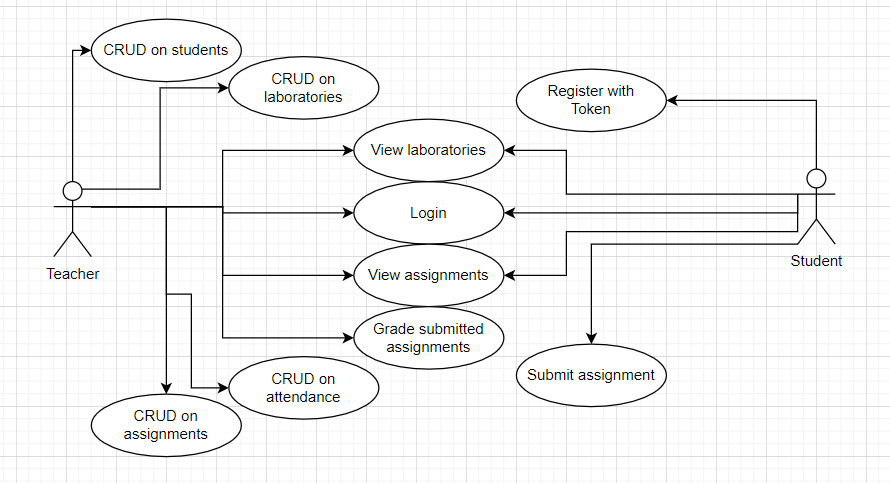 CRUD on students
CRUD on
laboratories
Register with
Token
View laboratories
Login
Teacher
Student
View assignments
Grade submitted
assignments
CRUD on
attendance
Submit assignment
CRUD on
assignments